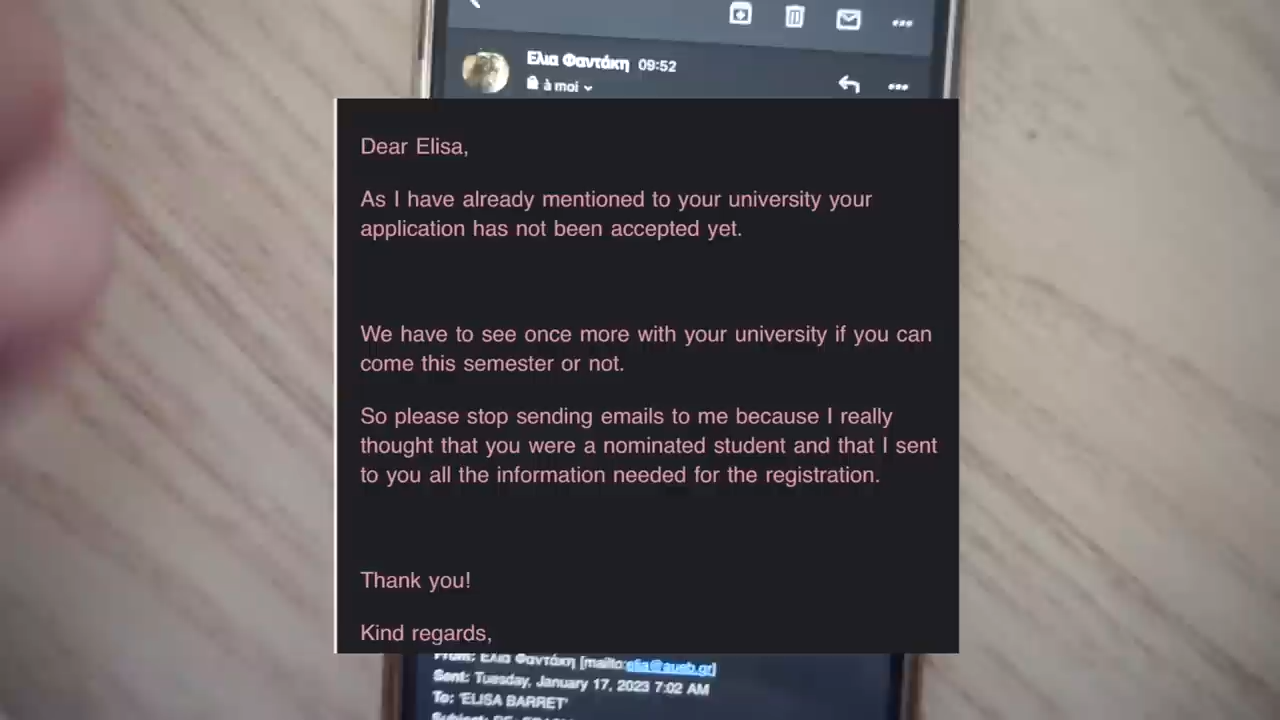 Ελια Φαντάκη 09:52
à moi
Dear Elisa,
As I have already mentioned to your university your
application has not been accepted yet.
We have to see once more with your university if you can
come this semester or not.
So please stop sending emails to me because I really
thought that you were a nominated student and that I sent
to you all the information needed for the registration.
Thank you!
Kind regards,
From: Ελια Φαντάκη [mailto:elia@aueb.gr]
Sent: Tuesday, January 17, 2023 7:02 AM
To: 'ELISA BARRET'
Subject: RE: